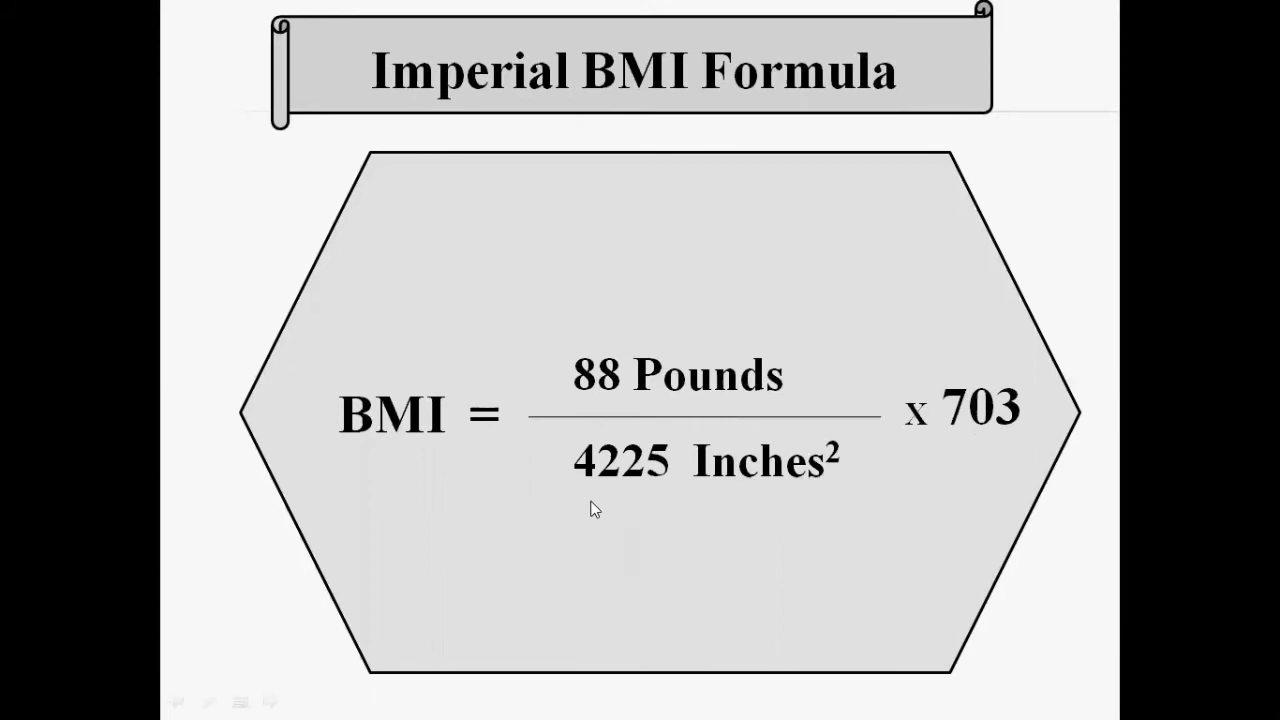 Imperial BMI Formula
88 Pounds
BMI = x 703
4225 Inches²